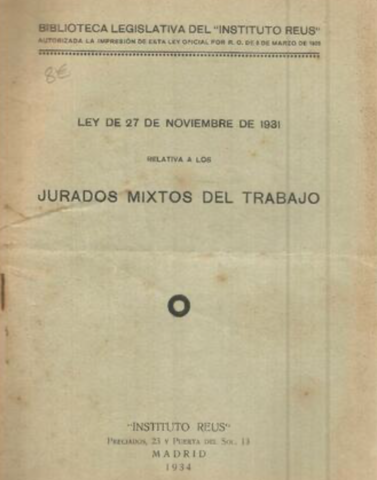 BIBLIOTECA LEGISLATIVA DEL "INSTITUTO REUS"
AUTORIZADA LA IMPRESIÓN DE ESTA LEY OFICIAL POR R. O. DE DE MARZO DE
8€
LEY DE 27 DE NOVIEMBRE DE 1931
RELATIVA A LOS
JURADOS MIXTOS DEL TRABAJO
"INSTITUTO REUS"
PRECIADOS, 23 Y PUERTA DEL SOL, 13
MADRID
1934